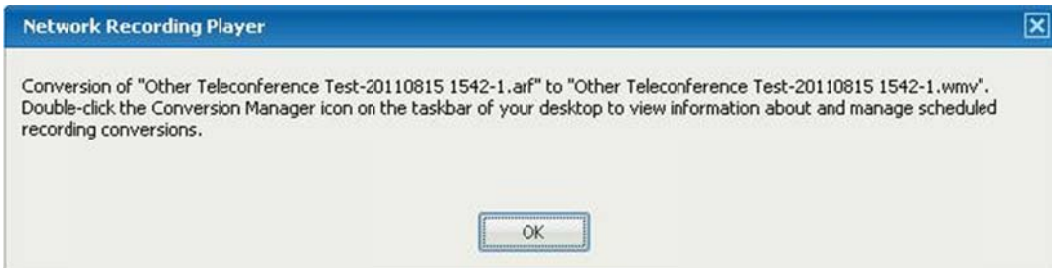 Network Recording Player
Conversion of "Other Teleconference Test-20110815 1542-1.arf" to "Other Teleconference Test-20110815 1542-1.wmv".
Double-click the Conversion Manager icon on the taskbar of your desktop to view information about and manage scheduled
recording conversions.
OK